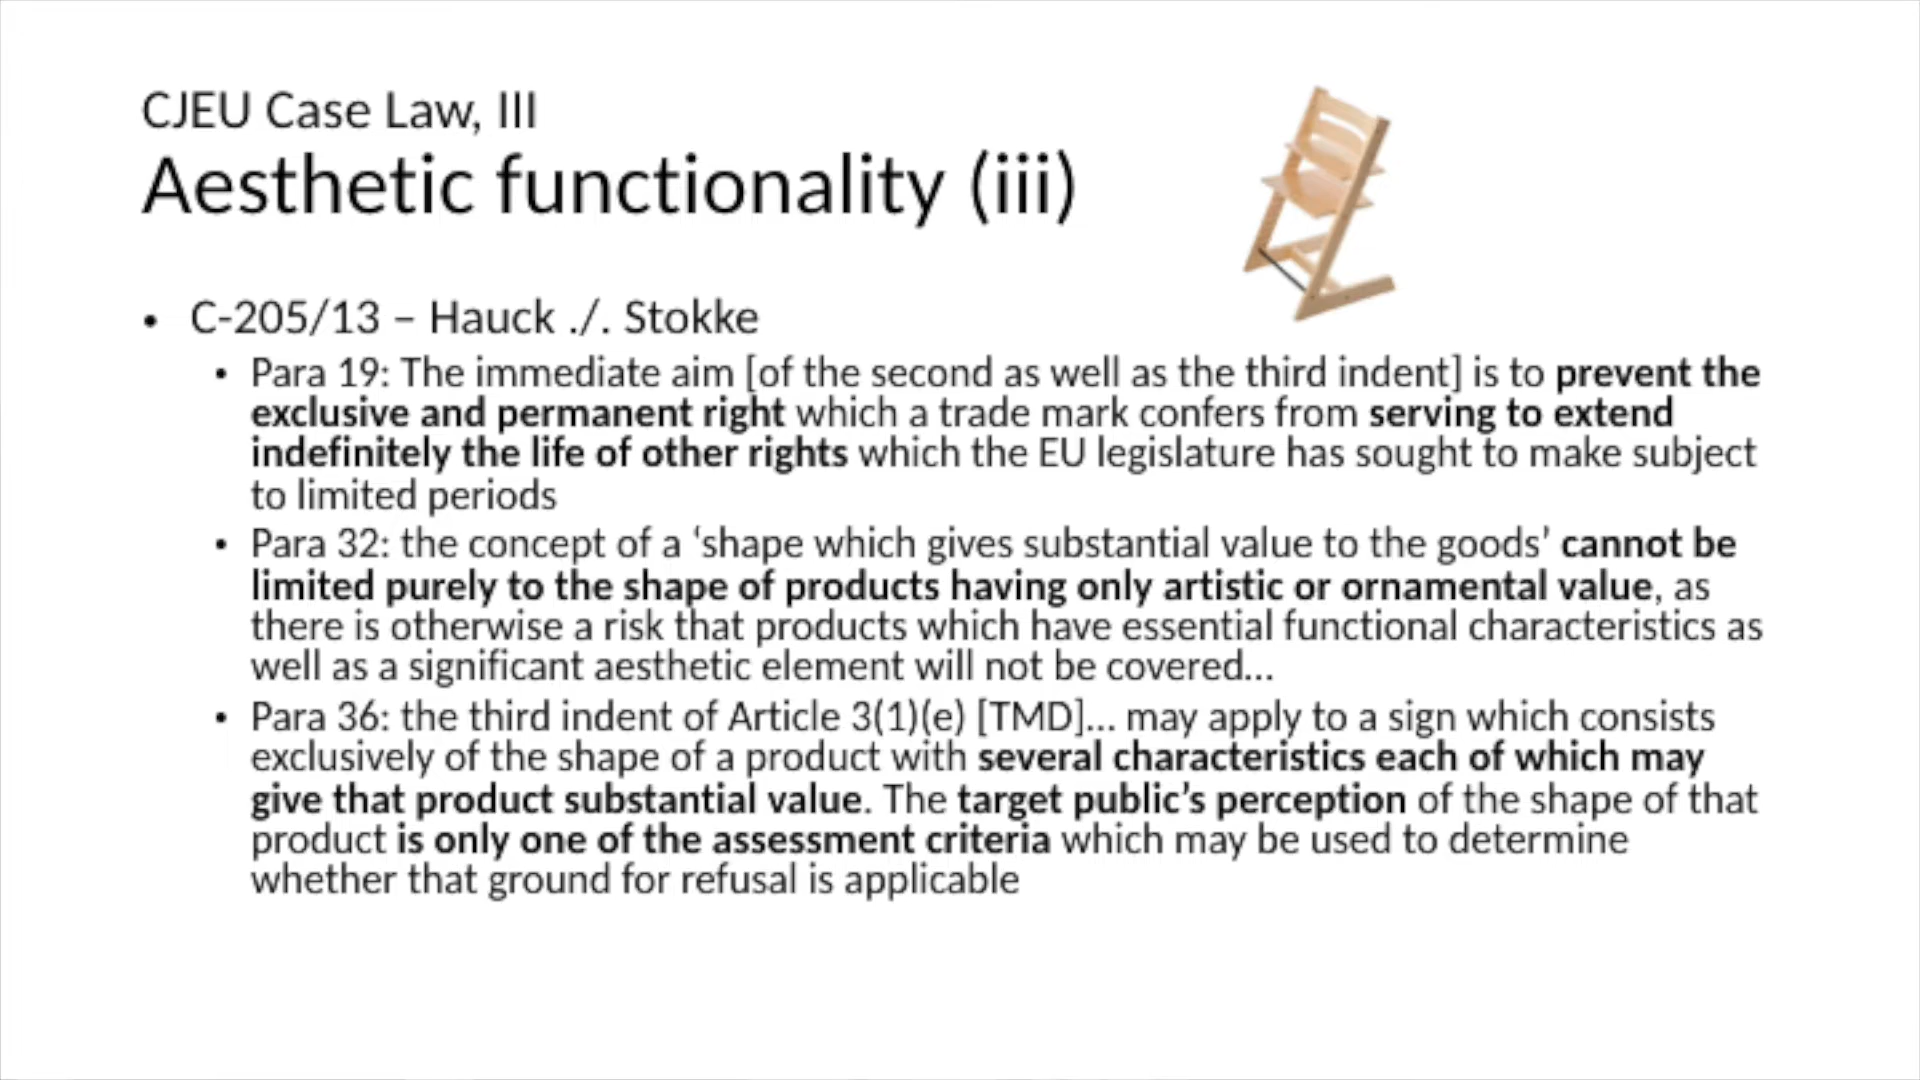 CJEU Case Law, III
Aesthetic functionality (iii)
• C-205/13 – Hauck ./. Stokke
• Para 19: The immediate aim [of the second as well as the third indent] is to prevent the
exclusive and permanent right which a trade mark confers from serving to extend
indefinitely the life of other rights which the EU legislature has sought to make subject
to limited periods
• Para 32: the concept of a ‘shape which gives substantial value to the goods’ cannot be
limited purely to the shape of products having only artistic or ornamental value, as
there is otherwise a risk that products which have essential functional characteristics as
well as a significant aesthetic element will not be covered...
• Para 36: the third indent of Article 3(1)(e) [TMD]... may apply to a sign which consists
exclusively of the shape of a product with several characteristics each of which may
give that product substantial value. The target public’s perception of the shape of that
product is only one of the assessment criteria which may be used to determine
whether that ground for refusal is applicable